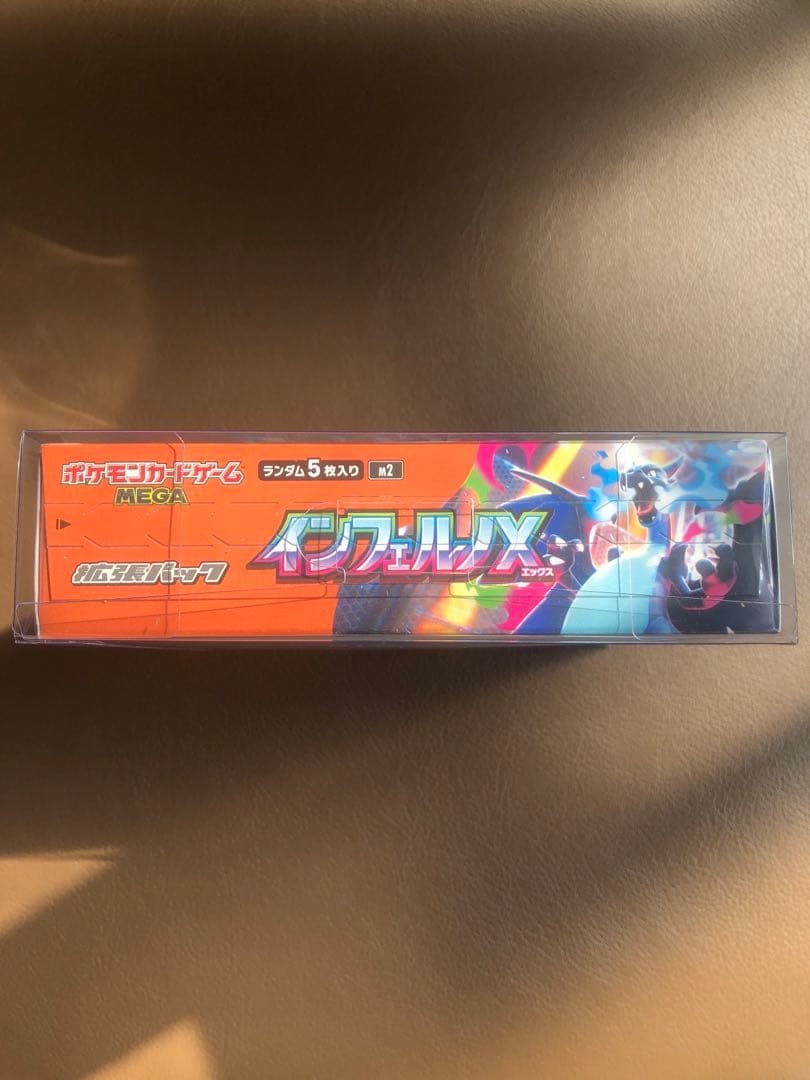 ポケモンカードゲーム
MEGA
ランダム5枚入り
M2
拡張パック
インフェルノX
エックス